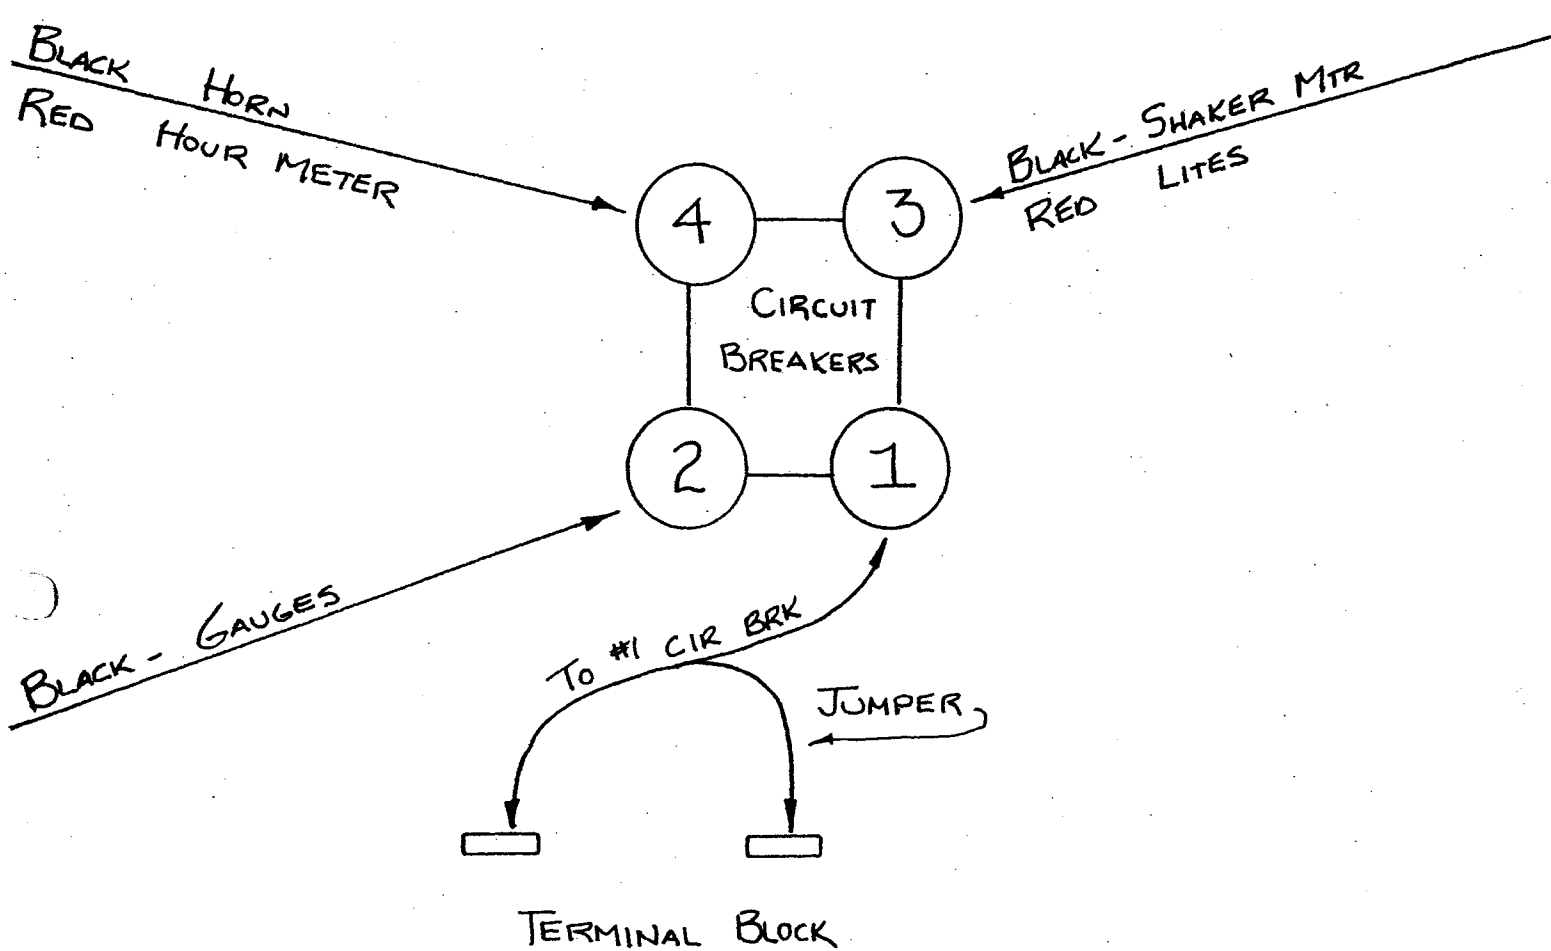 BLACK HORN
RED HOUR METER
BLACK - SHAKER MTR
RED LITES
4
3
CIRCUIT
BREAKERS
2
1
BLACK - GAUGES
TO #1 CIR BRK
JUMPER
TERMINAL BLOCK